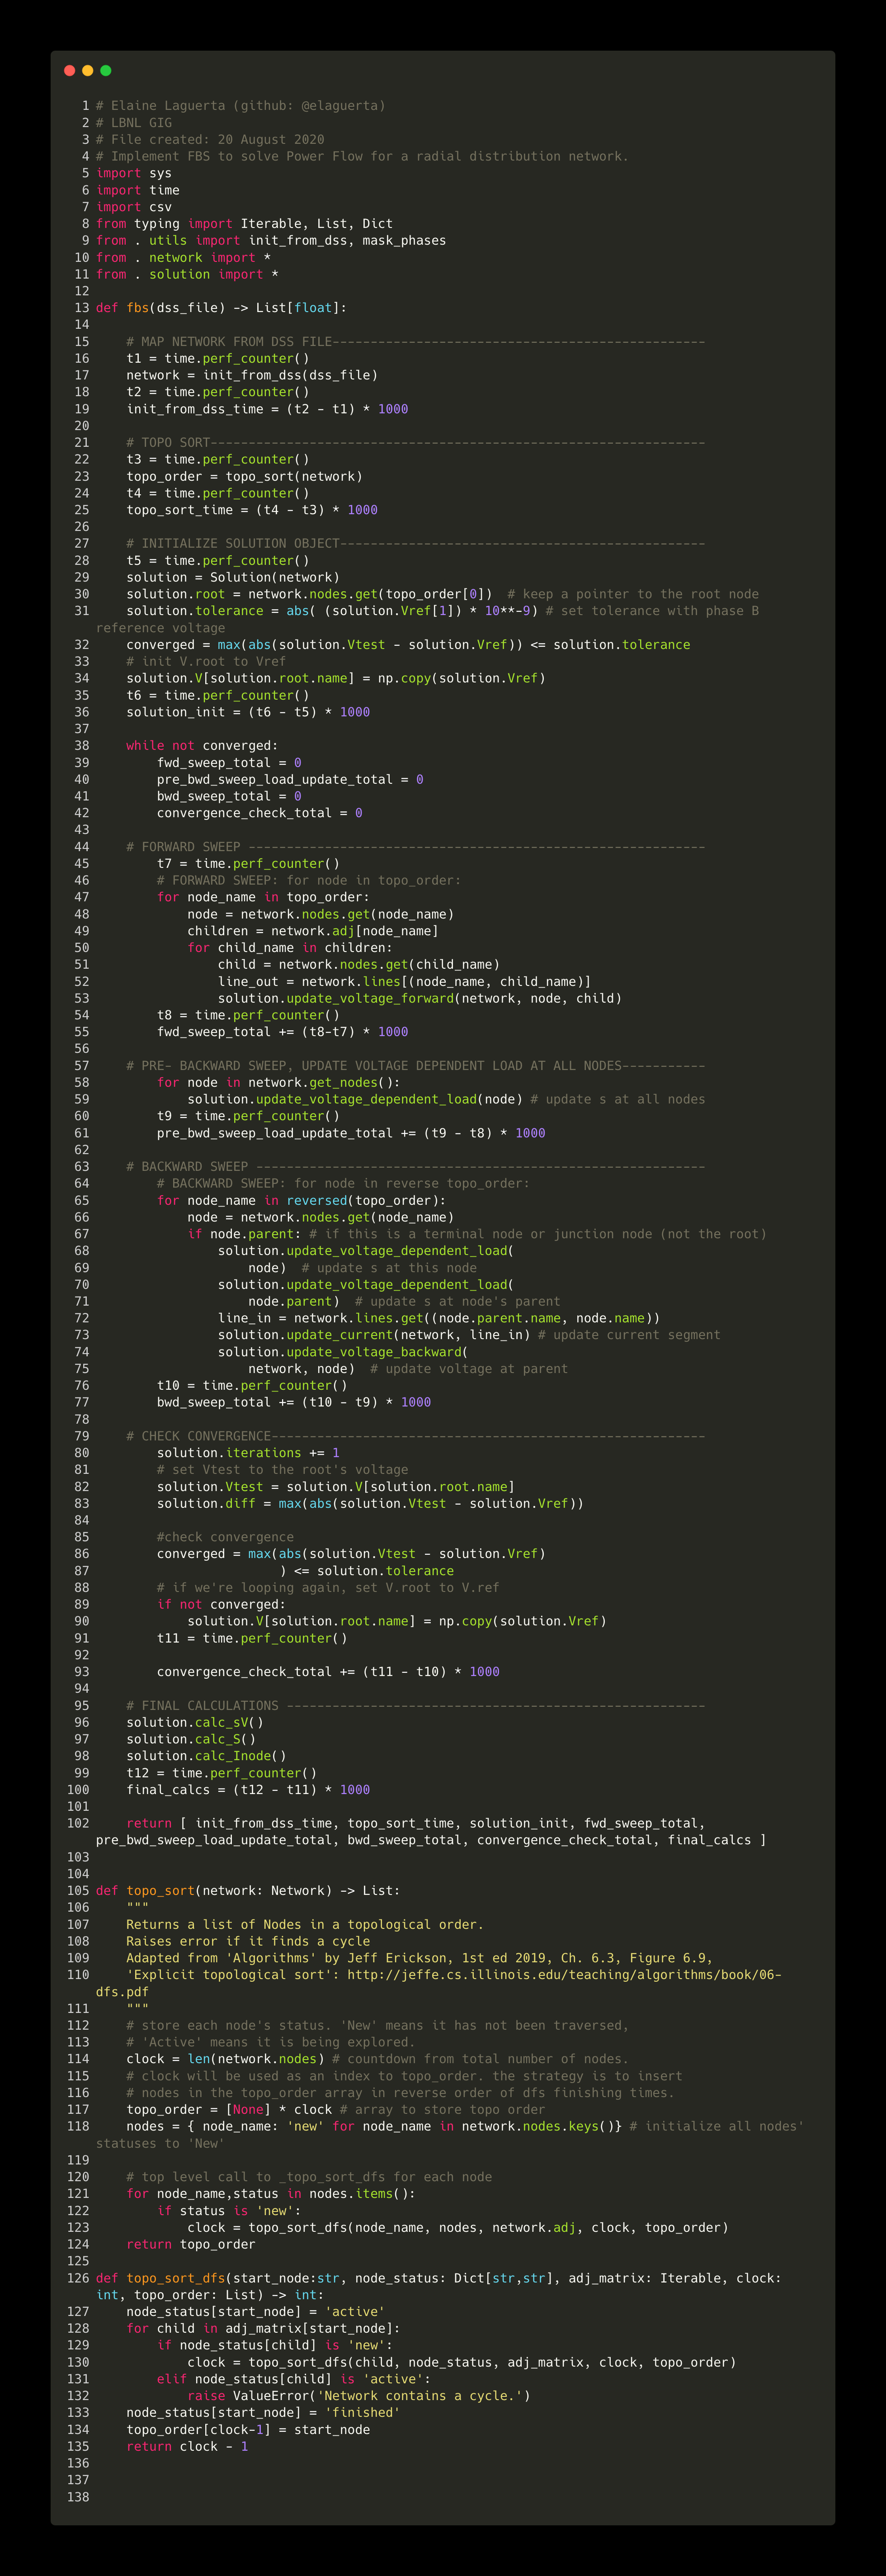 1 # Elaine Laguerta (github: @elaguerta)
2 # LBNL GIG
3 # File created: 20 August 2020
4 # Implement FBS to solve Power Flow for a radial distribution network.
5 import sys
6 import time
7 import csv
8 from typing import Iterable, List, Dict
9 from . utils import init_from_dss, mask_phases
10 from . network import *
11 from . solution import *
12
13 def fbs(dss_file) -> List[float]:
14
15     # MAP NETWORK FROM DSS FILE-------------------------------------------------
16     t1 = time.perf_counter()
17     network = init_from_dss(dss_file)
18     t2 = time.perf_counter()
19     init_from_dss_time = (t2 - t1) * 1000
20
21     # TOPO SORT-----------------------------------------------------------------
22     t3 = time.perf_counter()
23     topo_order = topo_sort(network)
24     t4 = time.perf_counter()
25     topo_sort_time = (t4 - t3) * 1000
26
27     # INITIALIZE SOLUTION OBJECT------------------------------------------------
28     t5 = time.perf_counter()
29     solution = Solution(network)
30     solution.root = network.nodes.get(topo_order[0])  # keep a pointer to the root node
31     solution.tolerance = abs( (solution.Vref[1]) * 10**-9) # set tolerance with phase B
reference voltage
32     converged = max(abs(solution.Vtest - solution.Vref)) <= solution.tolerance
33     # init V.root to Vref
34     solution.V[solution.root.name] = np.copy(solution.Vref)
35     t6 = time.perf_counter()
36     solution_init = (t6 - t5) * 1000
37
38     while not converged:
39         fwd_sweep_total = 0
40         pre_bwd_sweep_load_update_total = 0
41         bwd_sweep_total = 0
42         convergence_check_total = 0
43
44     # FORWARD SWEEP ------------------------------------------------------------
45         t7 = time.perf_counter()
46         # FORWARD SWEEP: for node in topo_order:
47         for node_name in topo_order:
48             node = network.nodes.get(node_name)
49             children = network.adj[node_name]
50             for child_name in children:
51                 child = network.nodes.get(child_name)
52                 line_out = network.lines[(node_name, child_name)]
53                 solution.update_voltage_forward(network, node, child)
54         t8 = time.perf_counter()
55         fwd_sweep_total += (t8-t7) * 1000
56
57     # PRE- BACKWARD SWEEP, UPDATE VOLTAGE DEPENDENT LOAD AT ALL NODES-----------
58         for node in network.get_nodes():
59             solution.update_voltage_dependent_load(node) # update s at all nodes
60         t9 = time.perf_counter()
61         pre_bwd_sweep_load_update_total += (t9 - t8) * 1000
62
63     # BACKWARD SWEEP -----------------------------------------------------------
64         # BACKWARD SWEEP: for node in reverse topo_order:
65         for node_name in reversed(topo_order):
66             node = network.nodes.get(node_name)
67             if node.parent: # if this is a terminal node or junction node (not the root)
68                 solution.update_voltage_dependent_load(
69                     node)  # update s at this node
70                 solution.update_voltage_dependent_load(
71                     node.parent)  # update s at node's parent
72                 line_in = network.lines.get((node.parent.name, node.name))
73                 solution.update_current(network, line_in) # update current segment
74                 solution.update_voltage_backward(
75                     network, node)  # update voltage at parent
76         t10 = time.perf_counter()
77         bwd_sweep_total += (t10 - t9) * 1000
78
79     # CHECK CONVERGENCE---------------------------------------------------------
80         solution.iterations += 1
81         # set Vtest to the root's voltage
82         solution.Vtest = solution.V[solution.root.name]
83         solution.diff = max(abs(solution.Vtest - solution.Vref))
84
85         #check convergence
86         converged = max(abs(solution.Vtest - solution.Vref)
87                         ) <= solution.tolerance
88         # if we're looping again, set V.root to V.ref
89         if not converged:
90             solution.V[solution.root.name] = np.copy(solution.Vref)
91         t11 = time.perf_counter()
92
93         convergence_check_total += (t11 - t10) * 1000
94
95     # FINAL CALCULATIONS -------------------------------------------------------
96     solution.calc_sV()
97     solution.calc_S()
98     solution.calc_Inode()
99     t12 = time.perf_counter()
100     final_calcs = (t12 - t11) * 1000
101
102     return [ init_from_dss_time, topo_sort_time, solution_init, fwd_sweep_total,
pre_bwd_sweep_load_update_total, bwd_sweep_total, convergence_check_total, final_calcs ]
103
104
105 def topo_sort(network: Network) -> List:
106     """
107     Returns a list of Nodes in a topological order.
108     Raises error if it finds a cycle
109     Adapted from 'Algorithms' by Jeff Erickson, 1st ed 2019, Ch. 6.3, Figure 6.9,
110     'Explicit topological sort': http://jeffe.cs.illinois.edu/teaching/algorithms/book/06-
dfs.pdf
111     """
112     # store each node's status. 'New' means it has not been traversed,
113     # 'Active' means it is being explored.
114     clock = len(network.nodes) # countdown from total number of nodes.
115     # clock will be used as an index to topo_order. the strategy is to insert
116     # nodes in the topo_order array in reverse order of dfs finishing times.
117     topo_order = [None] * clock # array to store topo order
118     nodes = { node_name: 'new' for node_name in network.nodes.keys()} # initialize all nodes'
statuses to 'New'
119
120     # top level call to _topo_sort_dfs for each node
121     for node_name,status in nodes.items():
122         if status is 'new':
123             clock = topo_sort_dfs(node_name, nodes, network.adj, clock, topo_order)
124     return topo_order
125
126 def topo_sort_dfs(start_node:str, node_status: Dict[str,str], adj_matrix: Iterable, clock:
int, topo_order: List) -> int:
127     node_status[start_node] = 'active'
128     for child in adj_matrix[start_node]:
129         if node_status[child] is 'new':
130             clock = topo_sort_dfs(child, node_status, adj_matrix, clock, topo_order)
131         elif node_status[child] is 'active':
132             raise ValueError('Network contains a cycle.')
133     node_status[start_node] = 'finished'
134     topo_order[clock-1] = start_node
135     return clock - 1
136
137
138